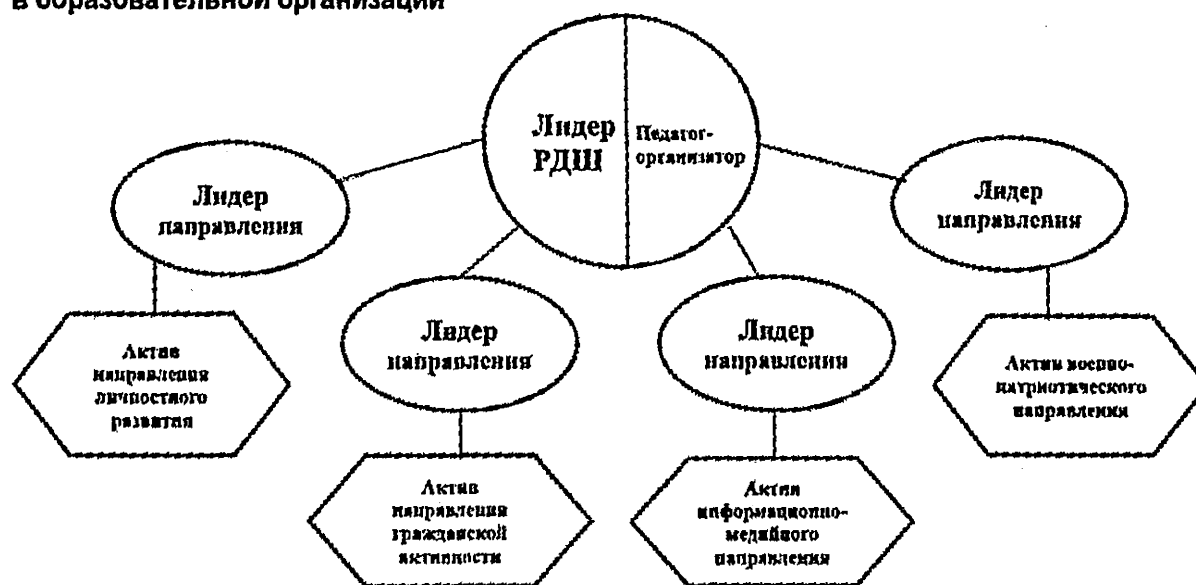 в образовательной организации
Лидер
РДШ
Педагог-
организатор
Лидер
направления
Лидер
направления
Лидер
направления
Лидер
направления
Актив
направления
личностного
развития
Актив
направления
гражданской
активности
Актив
информационно-
медийного
направления
Актив военно-
патриотического
направления